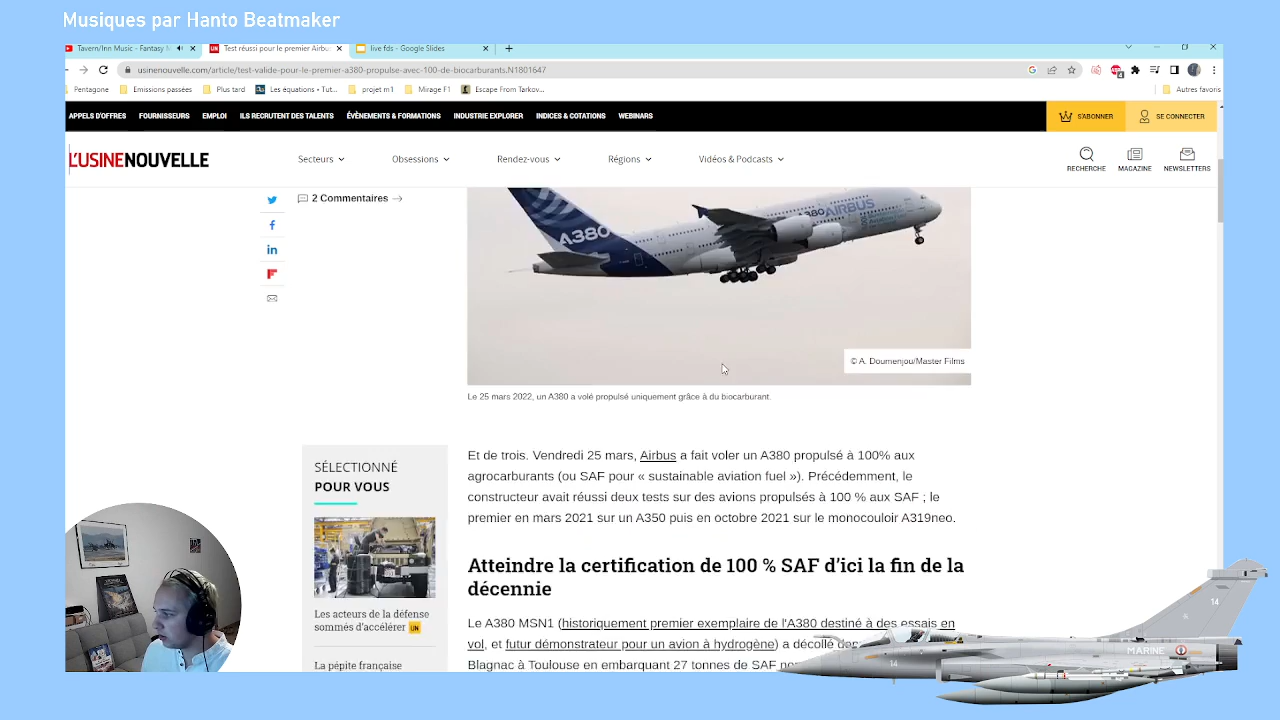 Musiques par Hanto Beatmaker
Tavern/Inn Music - Fantasy
Test réussi pour le premier Airbu
live fds - Google Slides
usinenouvelle.com/article/test-valide-pour-le-premier-a380-propulse-avec-100-de-biocarburants.N1801647
Pentagone
Emissions passées
Plus tard
Les équations • Tut...
projet m1
Mirage F1
Escape From Tarkov...
Autres favoris
APPELS D'OFFRES
FOURNISSEURS
EMPLOI
ILS RECRUTENT DES TALENTS
ÉVÈNEMENTS & FORMATIONS
INDUSTRIE EXPLORER
INDICES & COTATIONS
WEBINARS
S'ABONNER
SE CONNECTER
L'USINENOUVELLE
Secteurs
Obsessions
Rendez-vous
Régions
Vidéos & Podcasts
RECHERCHE
MAGAZINE
NEWSLETTERS
2 Commentaires
A380
A380 AIRBUS
© A. Doumenjou/Master Films
Le 25 mars 2022, un A380 a volé propulsé uniquement grâce à du biocarburant.
SÉLECTIONNÉ
POUR VOUS
Les acteurs de la défense
sommés d'accélérer UN
La pépite française
Et de trois. Vendredi 25 mars, Airbus a fait voler un A380 propulsé à 100% aux
agrocarburants (ou SAF pour « sustainable aviation fuel »). Précédemment, le
constructeur avait réussi deux tests sur des avions propulsés à 100 % aux SAF ; le
premier en mars 2021 sur un A350 puis en octobre 2021 sur le monocouloir A319neo.
Atteindre la certification de 100 % SAF d'ici la fin de la
décennie
Le A380 MSN1 (historiquement premier exemplaire de l'A380 destiné à des essais en
vol, et futur démonstrateur pour un avion à hydrogène) a décollé
Blagnac à Toulouse en embarquant 27 tonnes de SAF
14
MARINE
14